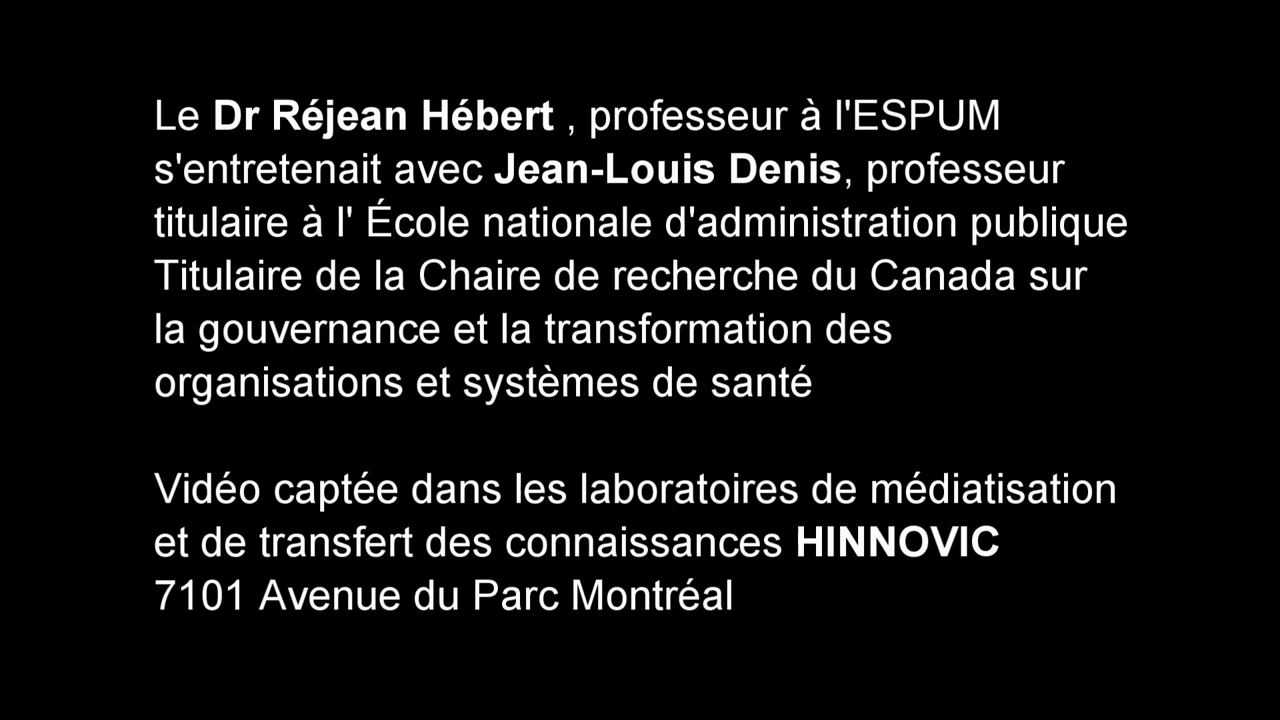 Le Dr Réjean Hébert , professeur à l'ESPUM
s'entretenait avec Jean-Louis Denis, professeur
titulaire à l' École nationale d'administration publique
Titulaire de la Chaire de recherche du Canada sur
la gouvernance et la transformation des
organisations et systèmes de santé
Vidéo captée dans les laboratoires de médiatisation
et de transfert des connaissances HINNOVIC
7101 Avenue du Parc Montréal